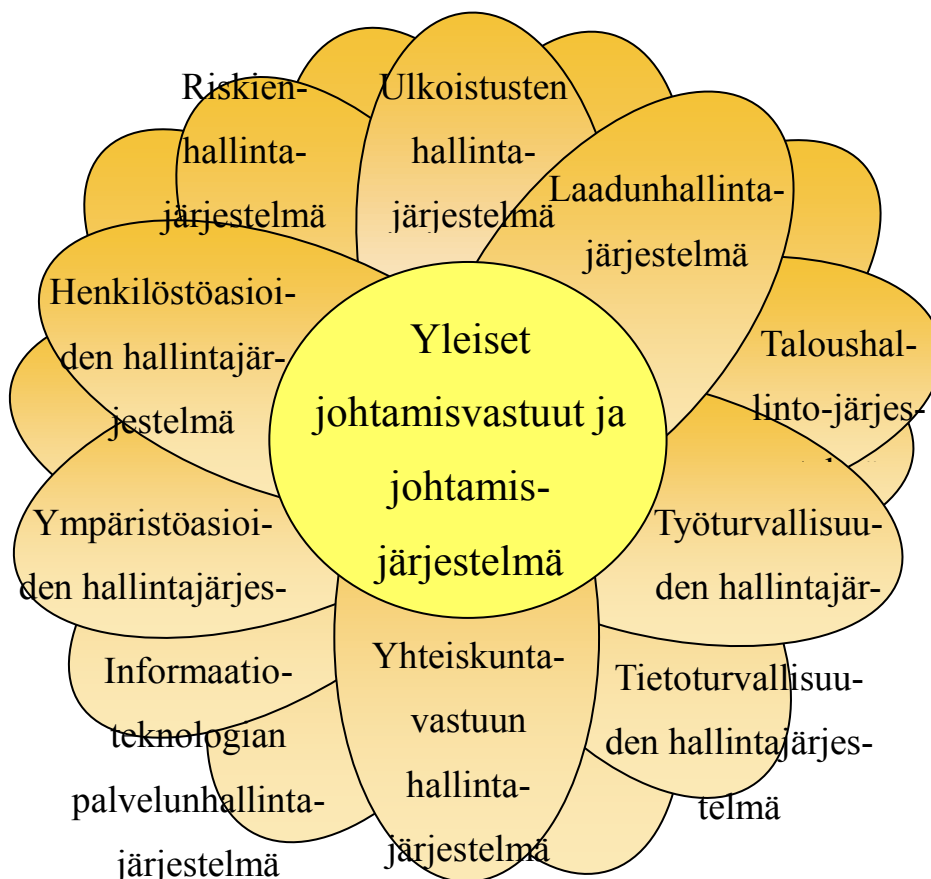 Riskien-
hallinta-
järjestelmä
Ulkoistusten
hallinta-
järjestelmä
Laadunhallinta-
järjestelmä
Henkilöstöasioi-
den hallintajär-
jestelmä
Yleiset
johtamisvastuut ja
johtamis-
järjestelmä
Taloushal-
linto-järjes-
Ympäristöasioi-
den hallintajärjes-
Työturvallisuu-
den hallintajär-
Informaatio-
teknologian
palvelunhallinta-
järjestelmä
Yhteiskunta-
vastuun
hallinta-
järjestelmä
Tietoturvallisuu-
den hallintajärjes-
telmä